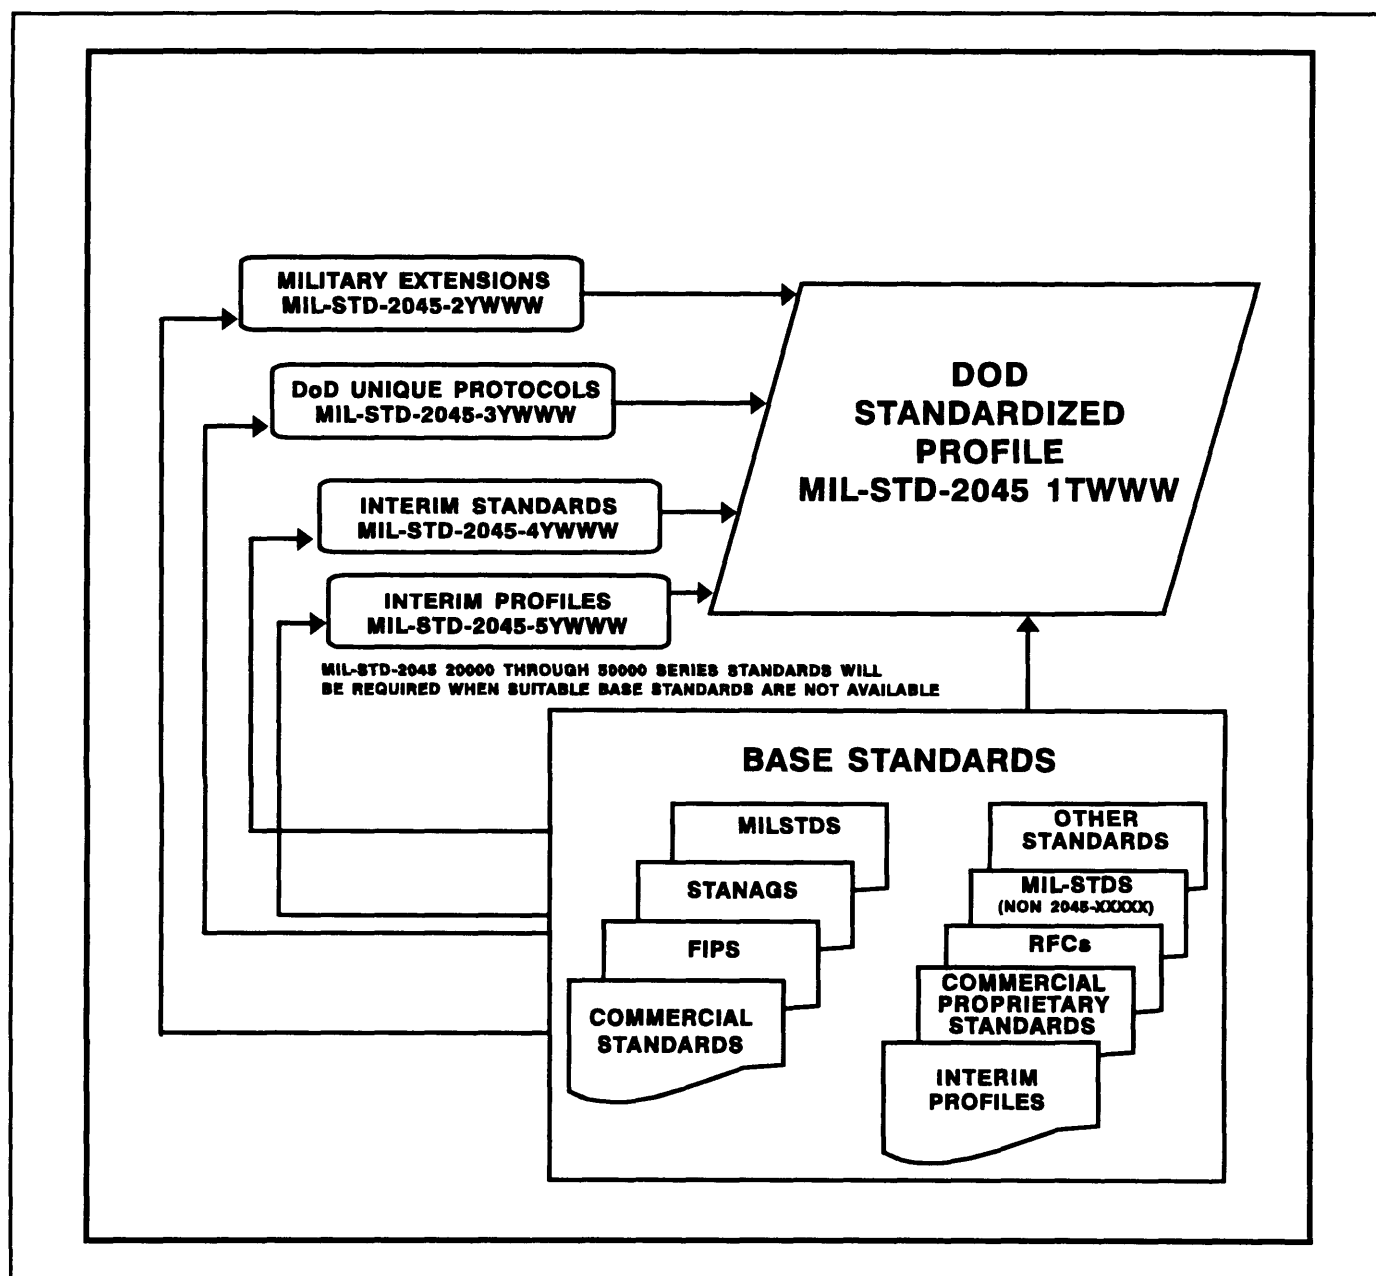 MILITARY EXTENSIONS
MIL-STD-2045-2YWWW
DoD UNIQUE PROTOCOLS
MIL-STD-2045-3YWWW
INTERIM STANDARDS
MIL-STD-2045-4YWWW
INTERIM PROFILES
MIL-STD-2045-5YWWW
DOD
STANDARDIZED
PROFILE
MIL-STD-2045 1TWWW
MIL-STD-2045 20000 THROUGH 50000 SERIES STANDARDS WILL
BE REQUIRED WHEN SUITABLE BASE STANDARDS ARE NOT AVAILABLE
BASE STANDARDS
MILSTDS
STANAGS
FIPS
COMMERCIAL
STANDARDS
OTHER
STANDARDS
MIL-STDS
(NON 2045-XXXXX)
RFCs
COMMERCIAL
PROPRIETARY
STANDARDS
INTERIM
PROFILES